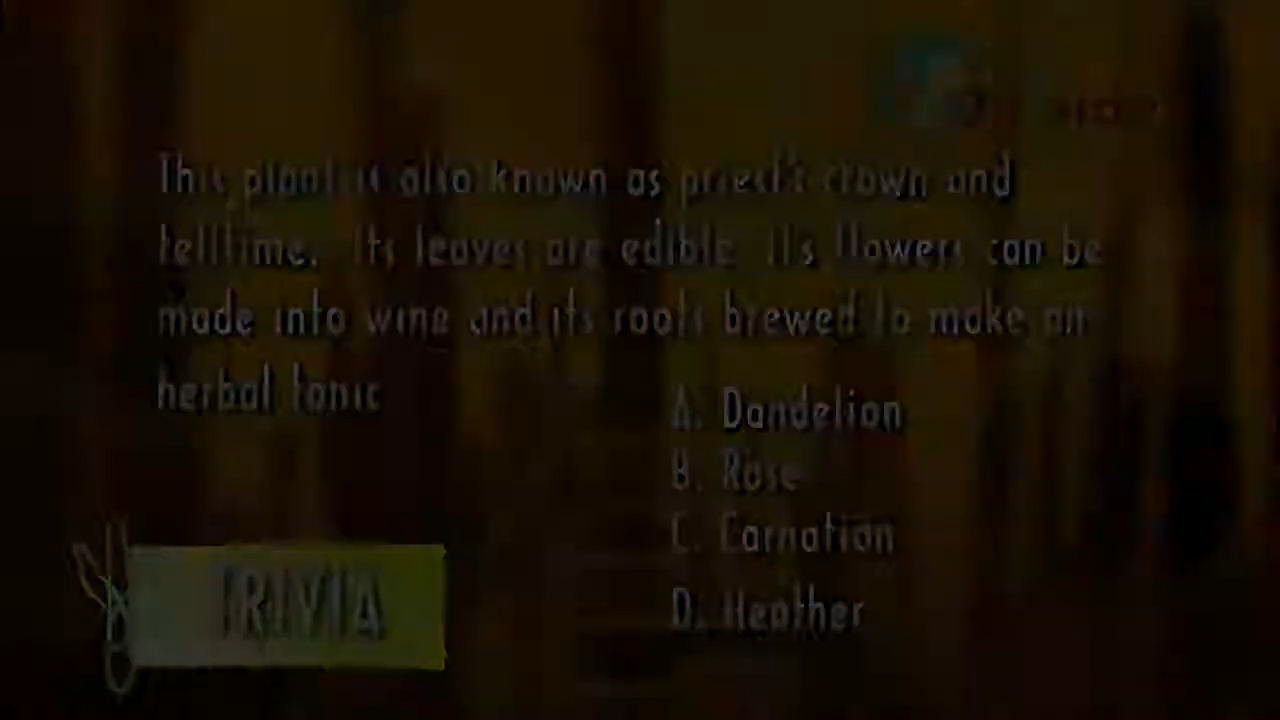 This plant is also known as priest's crown and
telltime. Its leaves are edible. It's flowers can be
made into wine and its roots brewed to make an
herbal tonic
A. Dandelion
B. Rose
C. Carnation
D. Heather
TRIVIA